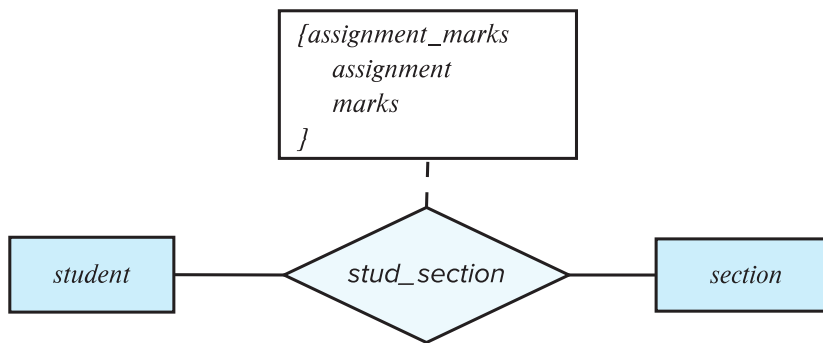 {assignment_marks
assignment
marks
}
student
stud_section
section